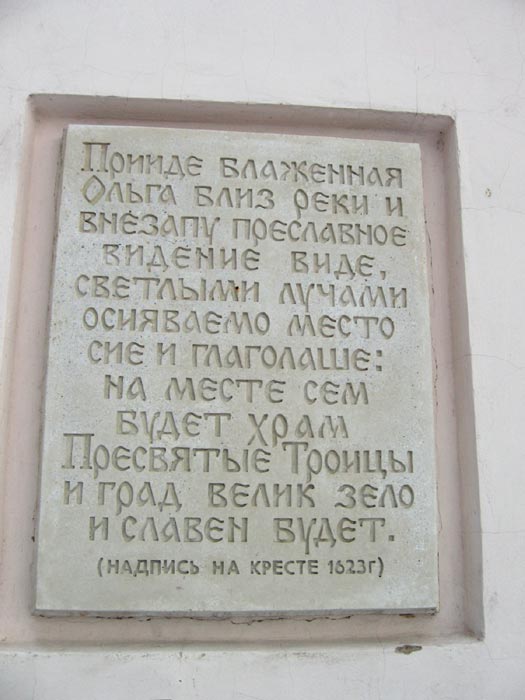 Прииде блаженная
Ольга близ реки и
внезапу преславное
видение виде,
светлыми лучами
осияваемо место
сие и глаголаше:
на месте сем
будет храм
Пресвятые Троицы
и град велик зело
и славен будет.
(надпись на кресте 1623г)